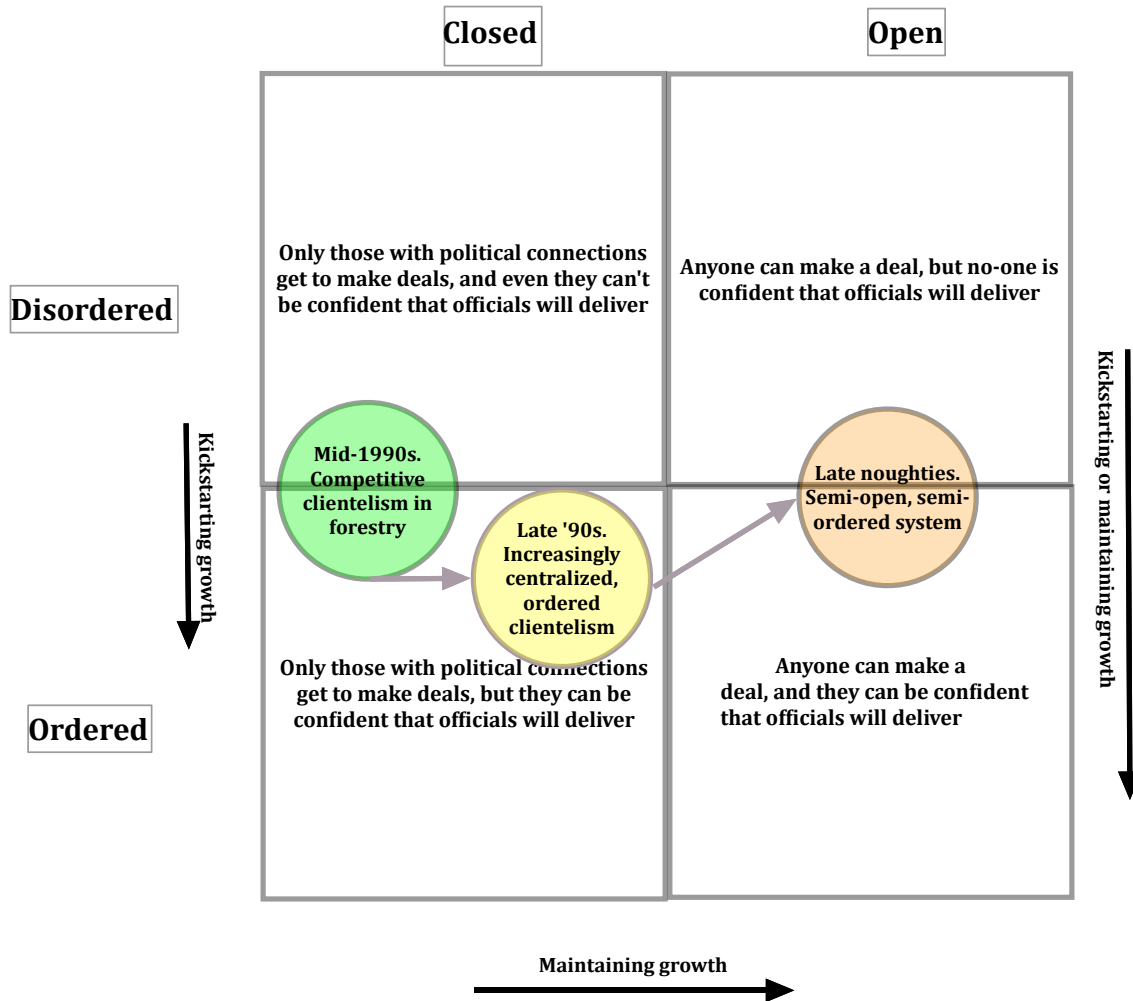 Closed
Open
Only those with political connections
get to make deals, and even they can't
be confident that officials will deliver
Anyone can make a deal, but no-one is
confident that officials will deliver
Disordered
Kickstarting growth
Kickstarting or maintaining growth
Mid-1990s.
Competitive
clientelism in
forestry
Late '90s.
Increasingly
centralized,
ordered
clientelism
Late noughties.
Semi-open, semi-
ordered system
Only those with political connections
get to make deals, but they can be
confident that officials will deliver
Anyone can make a
deal, and they can be confident
that officials will deliver
Ordered
Maintaining growth